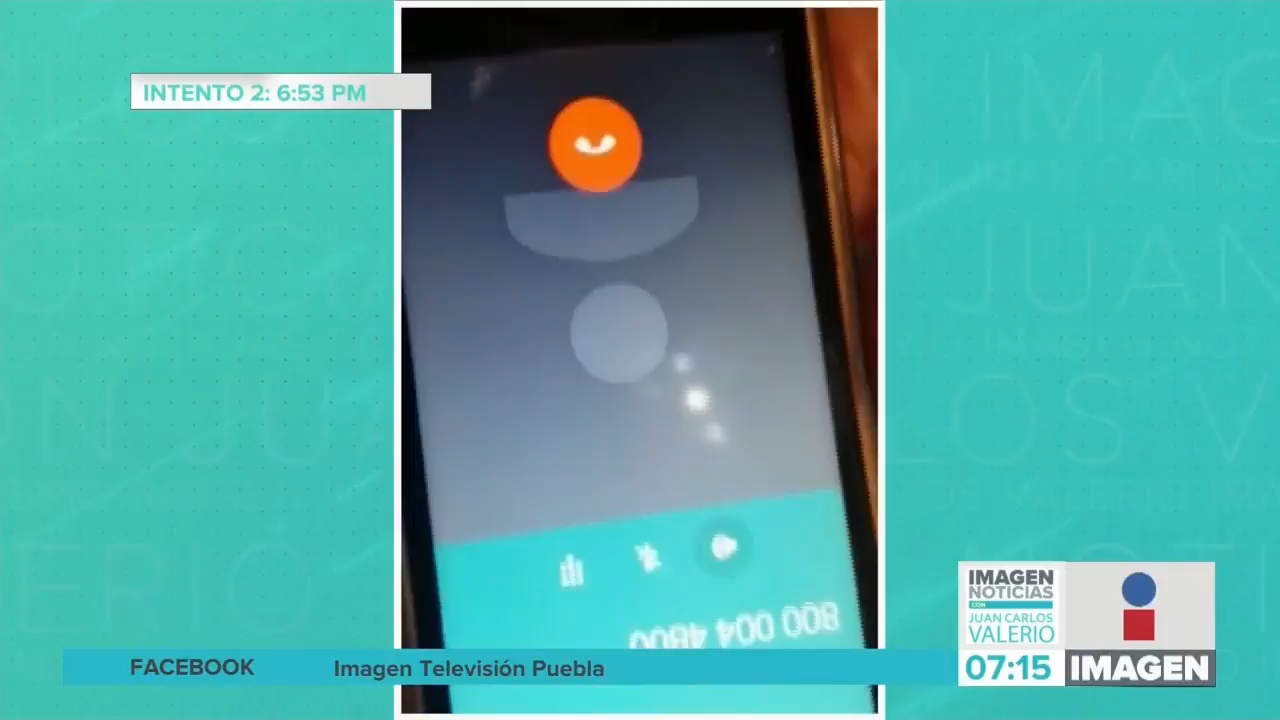 INTENTO 2: 6:53 PM
800 004 4800
IMAGEN
NOTICIAS
CON
JUAN CARLOS
VALERIO
07:15
IMAGEN
FACEBOOK
Imagen Televisión Puebla